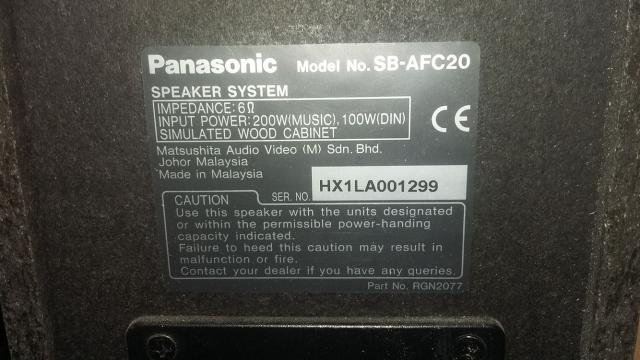 Panasonic Model No. SB-AFC20
SPEAKER SYSTEM
IMPEDANCE: 6Ω
INPUT POWER: 200W(MUSIC), 100W(DIN)
SIMULATED WOOD CABINET
CE
Matsushita Audio Video (M) Sdn. Bhd.
Johor Malaysia
Made in Malaysia
SER. NO. HX1LA001299
CAUTION
Use this speaker with the units designated
or within the permissible power-handing
capacity indicated.
Failure to heed this caution may result in
malfunction or fire.
Contact your dealer if you have any queries.
Part No. RGN2077